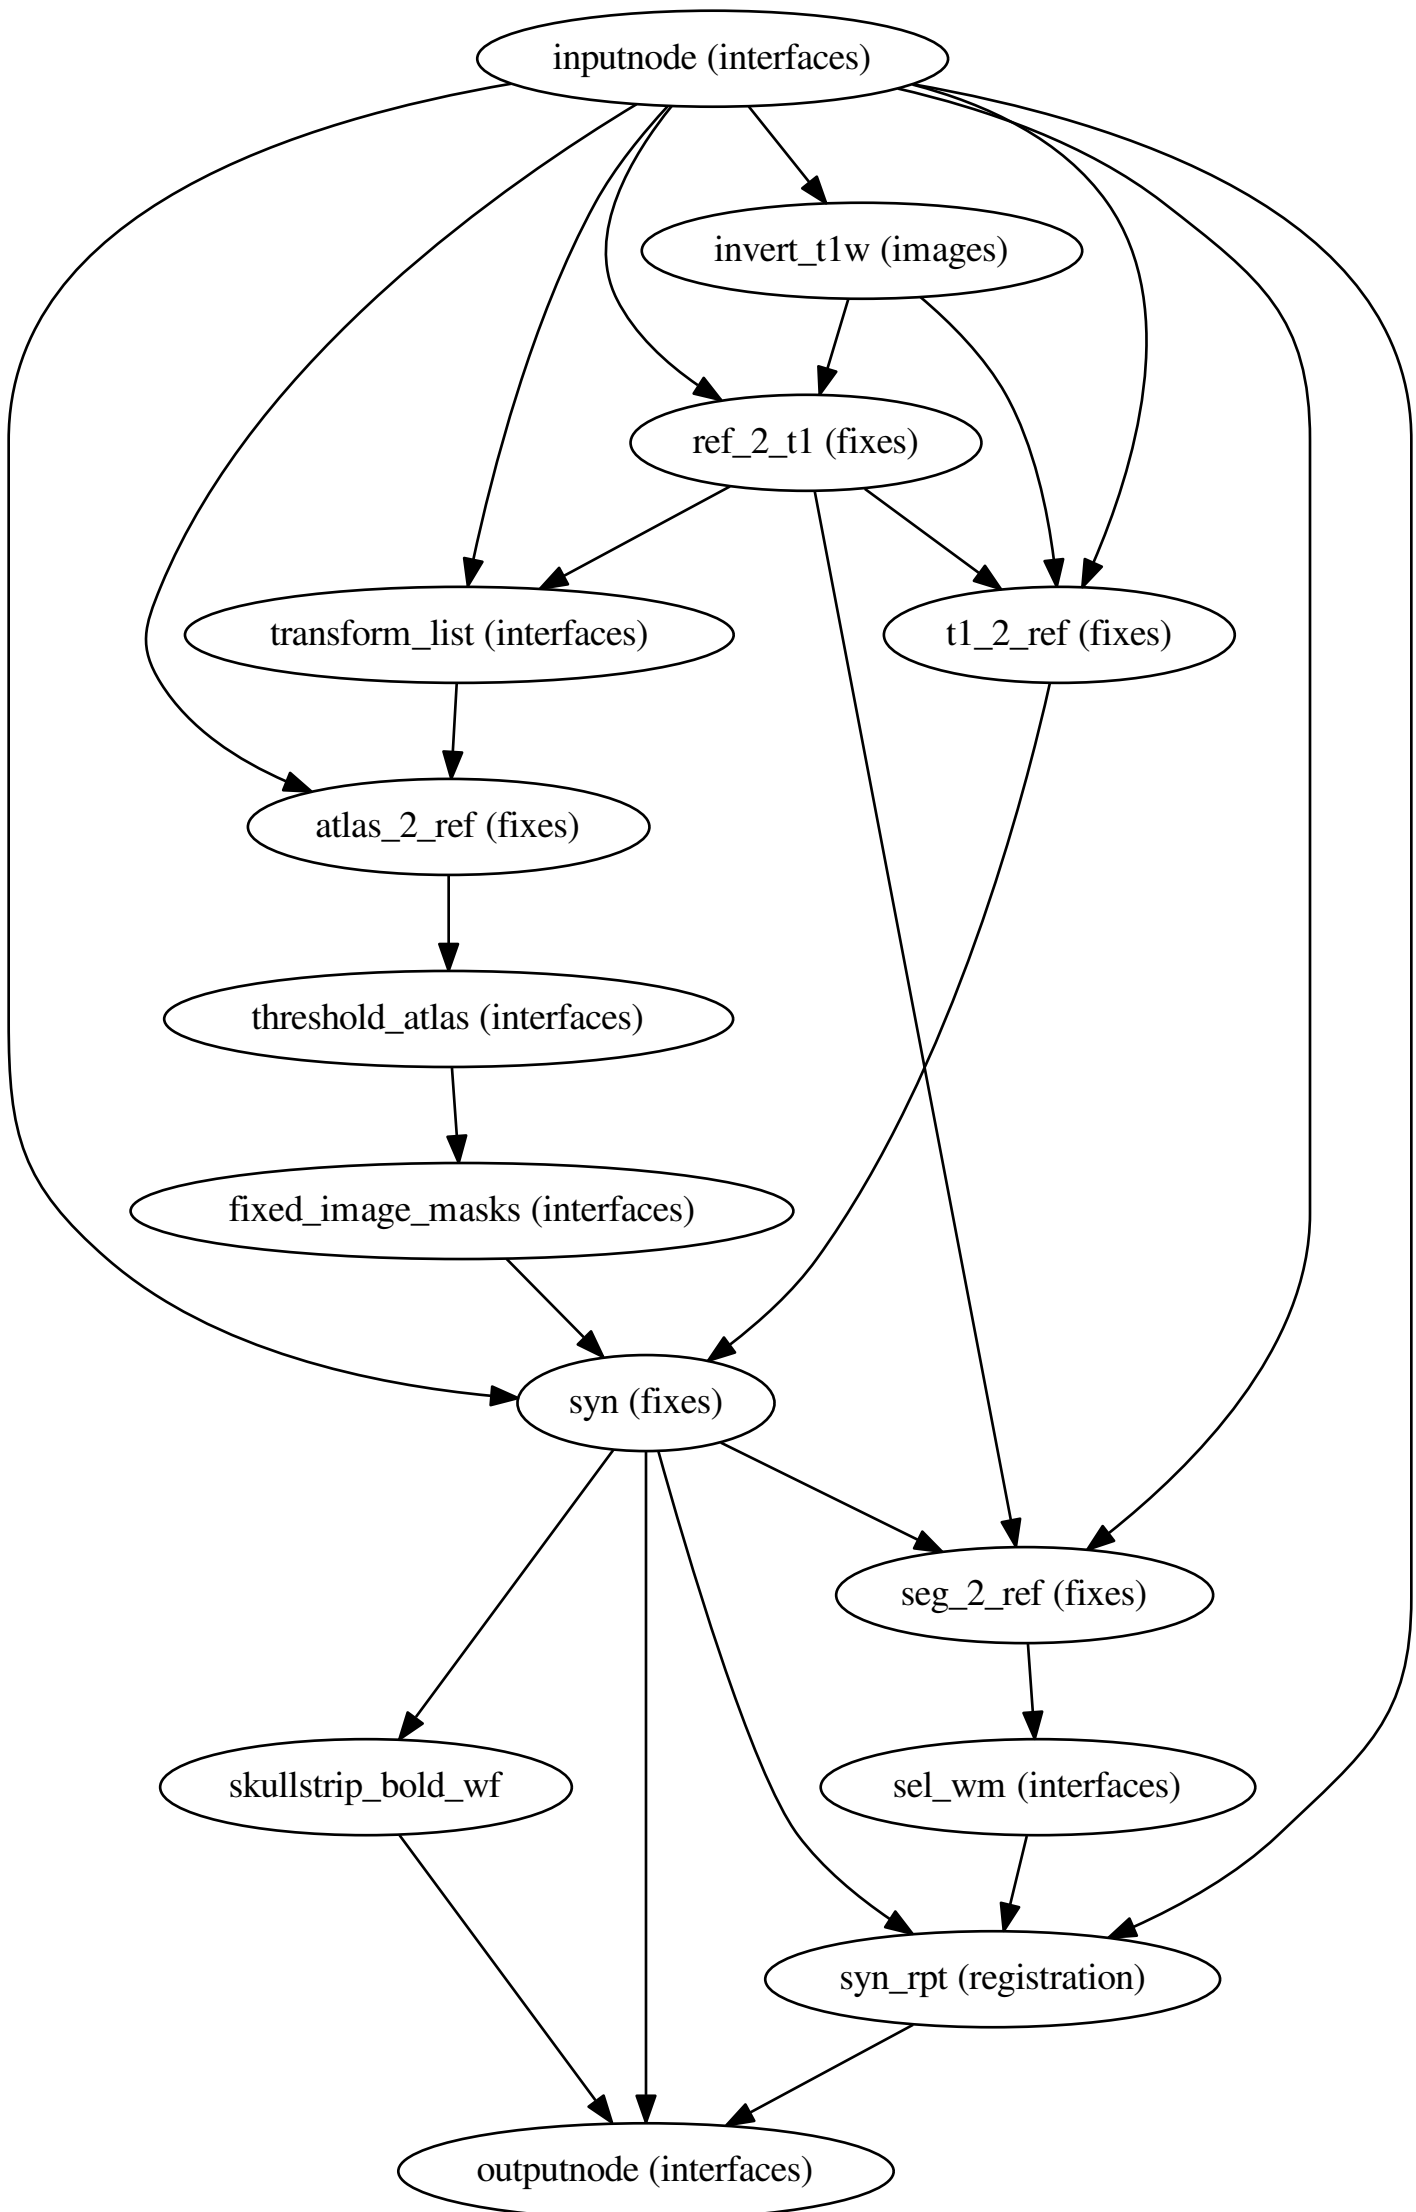 inputnode (interfaces)
invert_t1w (images)
ref_2_t1 (fixes)
transform_list (interfaces)
t1_2_ref (fixes)
atlas_2_ref (fixes)
threshold_atlas (interfaces)
fixed_image_masks (interfaces)
syn (fixes)
seg_2_ref (fixes)
skullstrip_bold_wf
sel_wm (interfaces)
syn_rpt (registration)
outputnode (interfaces)